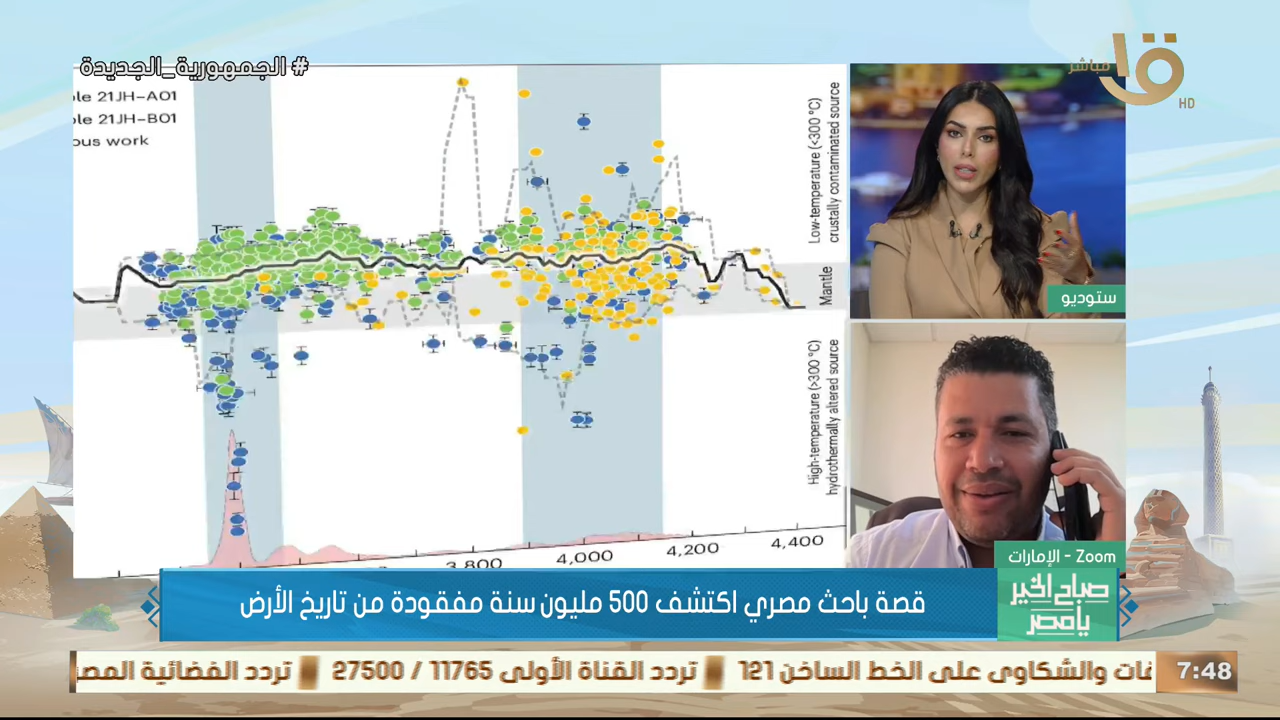 # الجمهورية_الجديدة
مباشر
HD
ple 21JH-A01
ple 21JH-B01
ous work
Low-temperature (<300 °C)
crustally contaminated source
Mantle
High-temperature (>300 °C)
hydrothermally altered source
3,800
4,000
4,200
4,400
ستوديو
Zoom - الإمارات
صباح الخير
يا مصر
قصة باحث مصري اكتشف 500 مليون سنة مفقودة من تاريخ الأرض
7:48
فات والشكاوى على الخط الساخن 121 تردد القناة الأولى 11765 / 27500 تردد الفضائية المصر